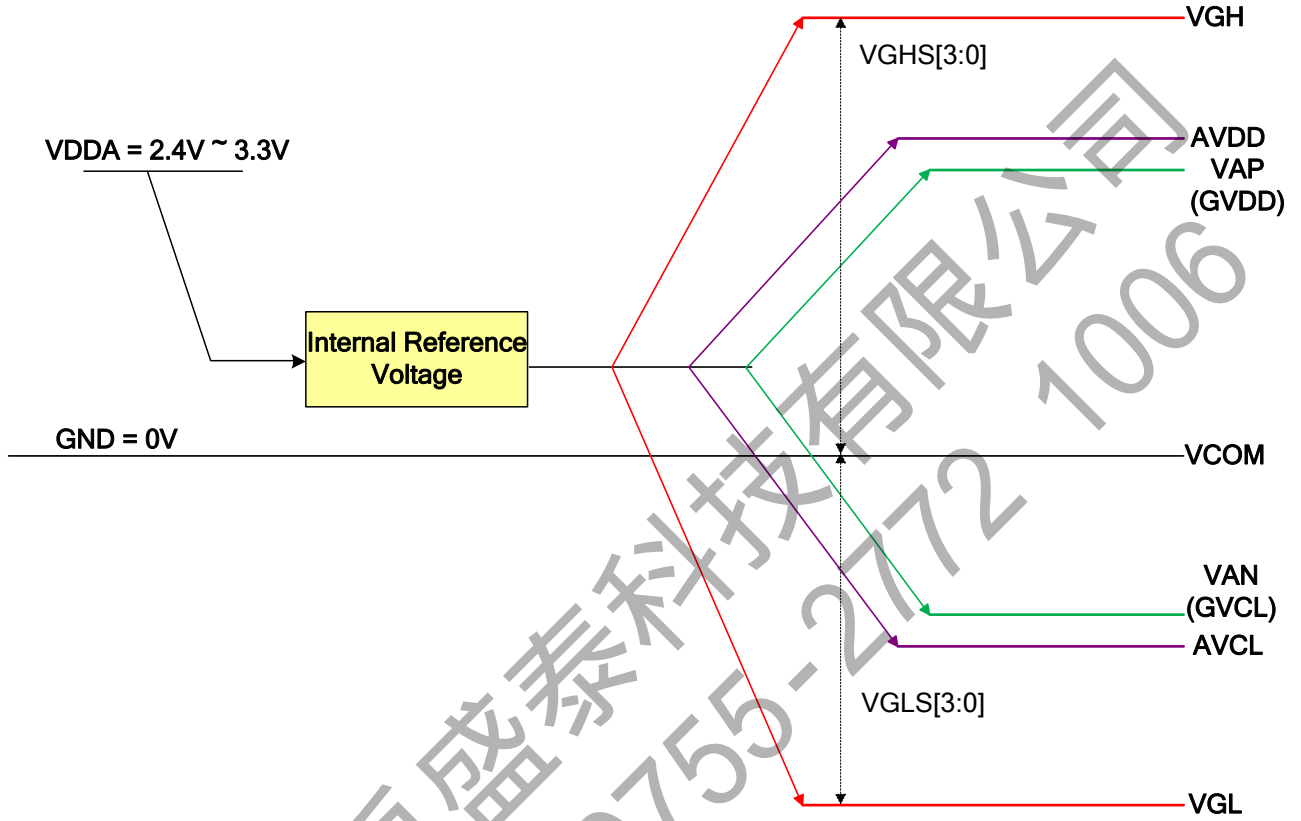 VGH
VGHS[3:0]
VDDA = 2.4V ~ 3.3V
AVDD
VAP
(GVDD)
Internal Reference
Voltage
GND = 0V
VCOM
VAN
(GVCL)
AVCL
VGLS[3:0]
VGL
盛泰科技有限公司
0755-2772 1006